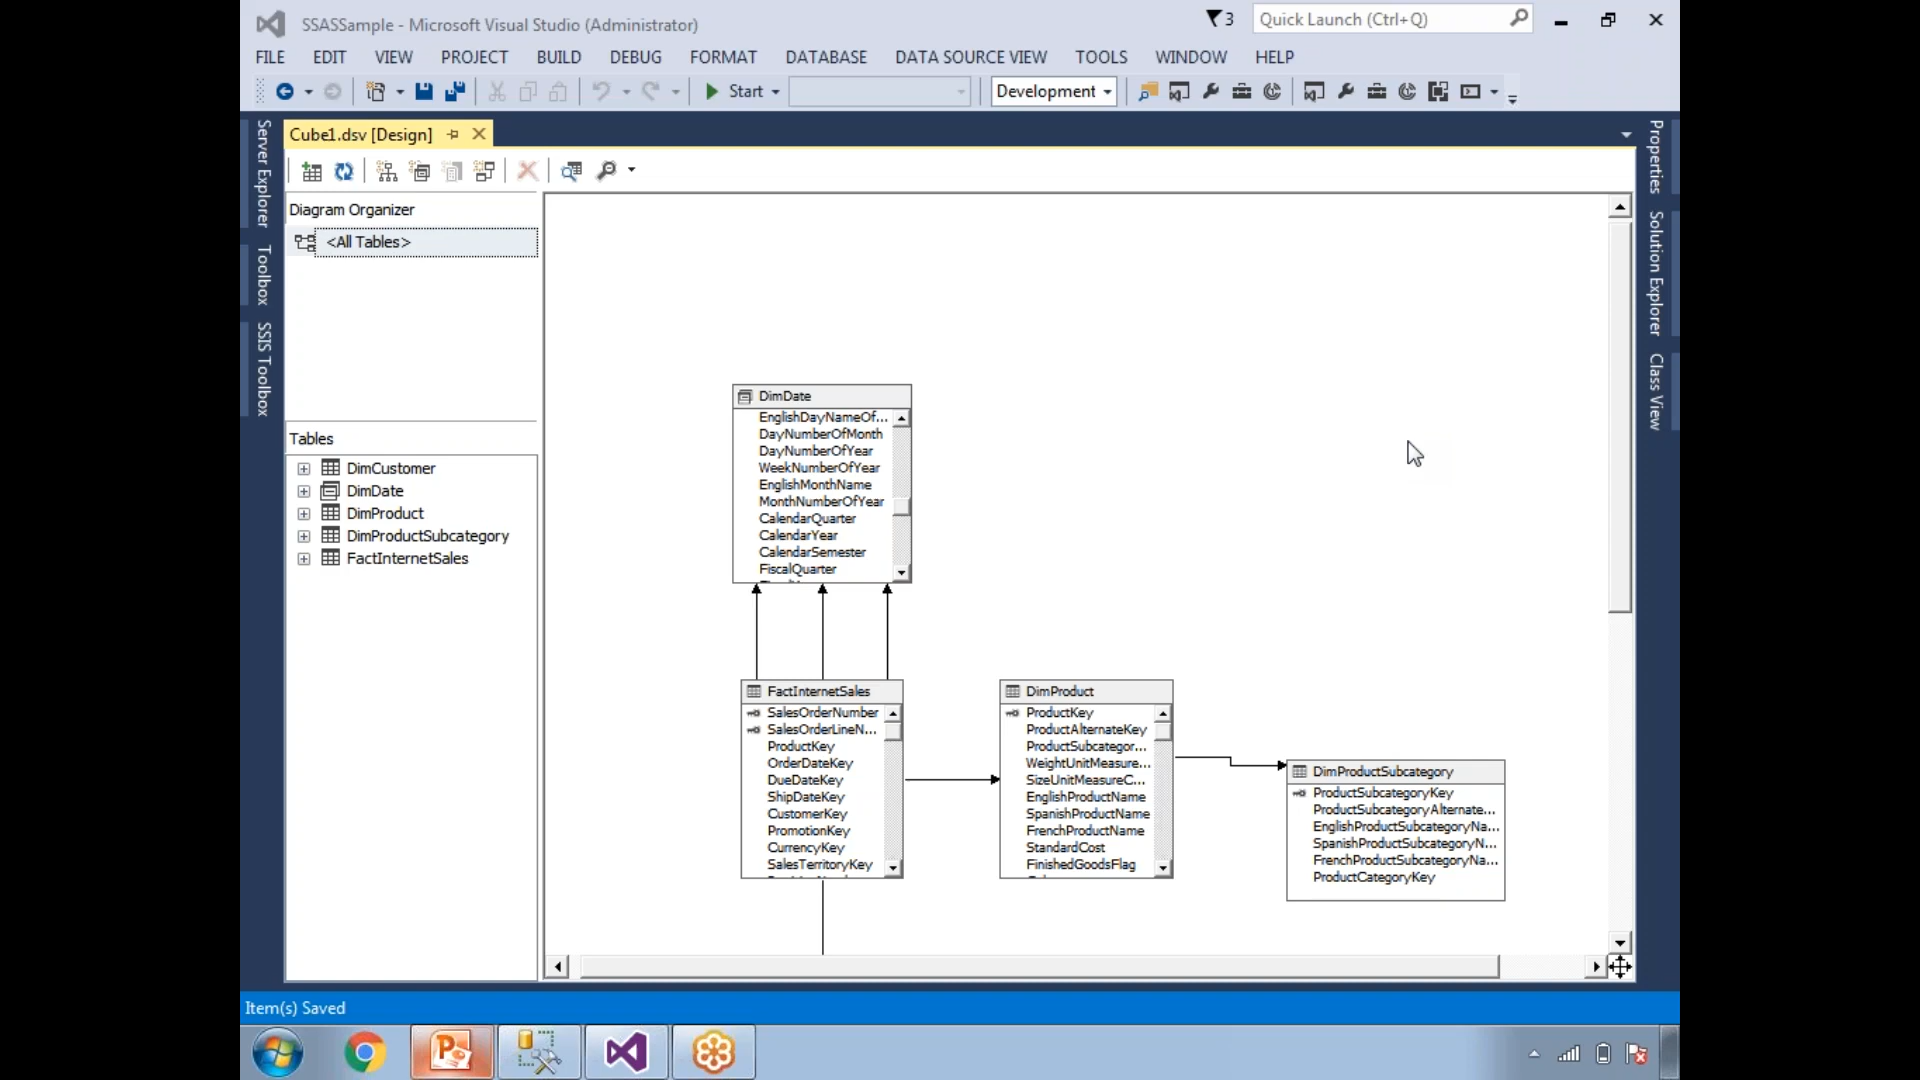 SSASSample - Microsoft Visual Studio (Administrator)
3
Quick Launch (Ctrl+Q)
FILE EDIT VIEW PROJECT BUILD DEBUG FORMAT DATABASE DATA SOURCE VIEW TOOLS WINDOW HELP
Start
Development
Server Explorer
Toolbox
SSIS Toolbox
Cube1.dsv [Design]
Diagram Organizer
<All Tables>
Tables
DimCustomer
DimDate
DimProduct
DimProductSubcategory
FactInternetSales
DimDate
EnglishDayNameOf...
DayNumberOfMonth
DayNumberOfYear
WeekNumberOfYear
EnglishMonthName
MonthNumberOfYear
CalendarQuarter
CalendarYear
CalendarSemester
FiscalQuarter
FactInternetSales
SalesOrderNumber
SalesOrderLineN...
ProductKey
OrderDateKey
DueDateKey
ShipDateKey
CustomerKey
PromotionKey
CurrencyKey
SalesTerritoryKey
DimProduct
ProductKey
ProductAlternateKey
ProductSubcategor...
WeightUnitMeasure...
SizeUnitMeasureC...
EnglishProductName
SpanishProductName
FrenchProductName
StandardCost
FinishedGoodsFlag
DimProductSubcategory
ProductSubcategoryKey
ProductSubcategoryAlternate...
EnglishProductSubcategoryNa...
SpanishProductSubcategoryN...
FrenchProductSubcategoryNa...
ProductCategoryKey
Properties
Solution Explorer
Class View
Item(s) Saved